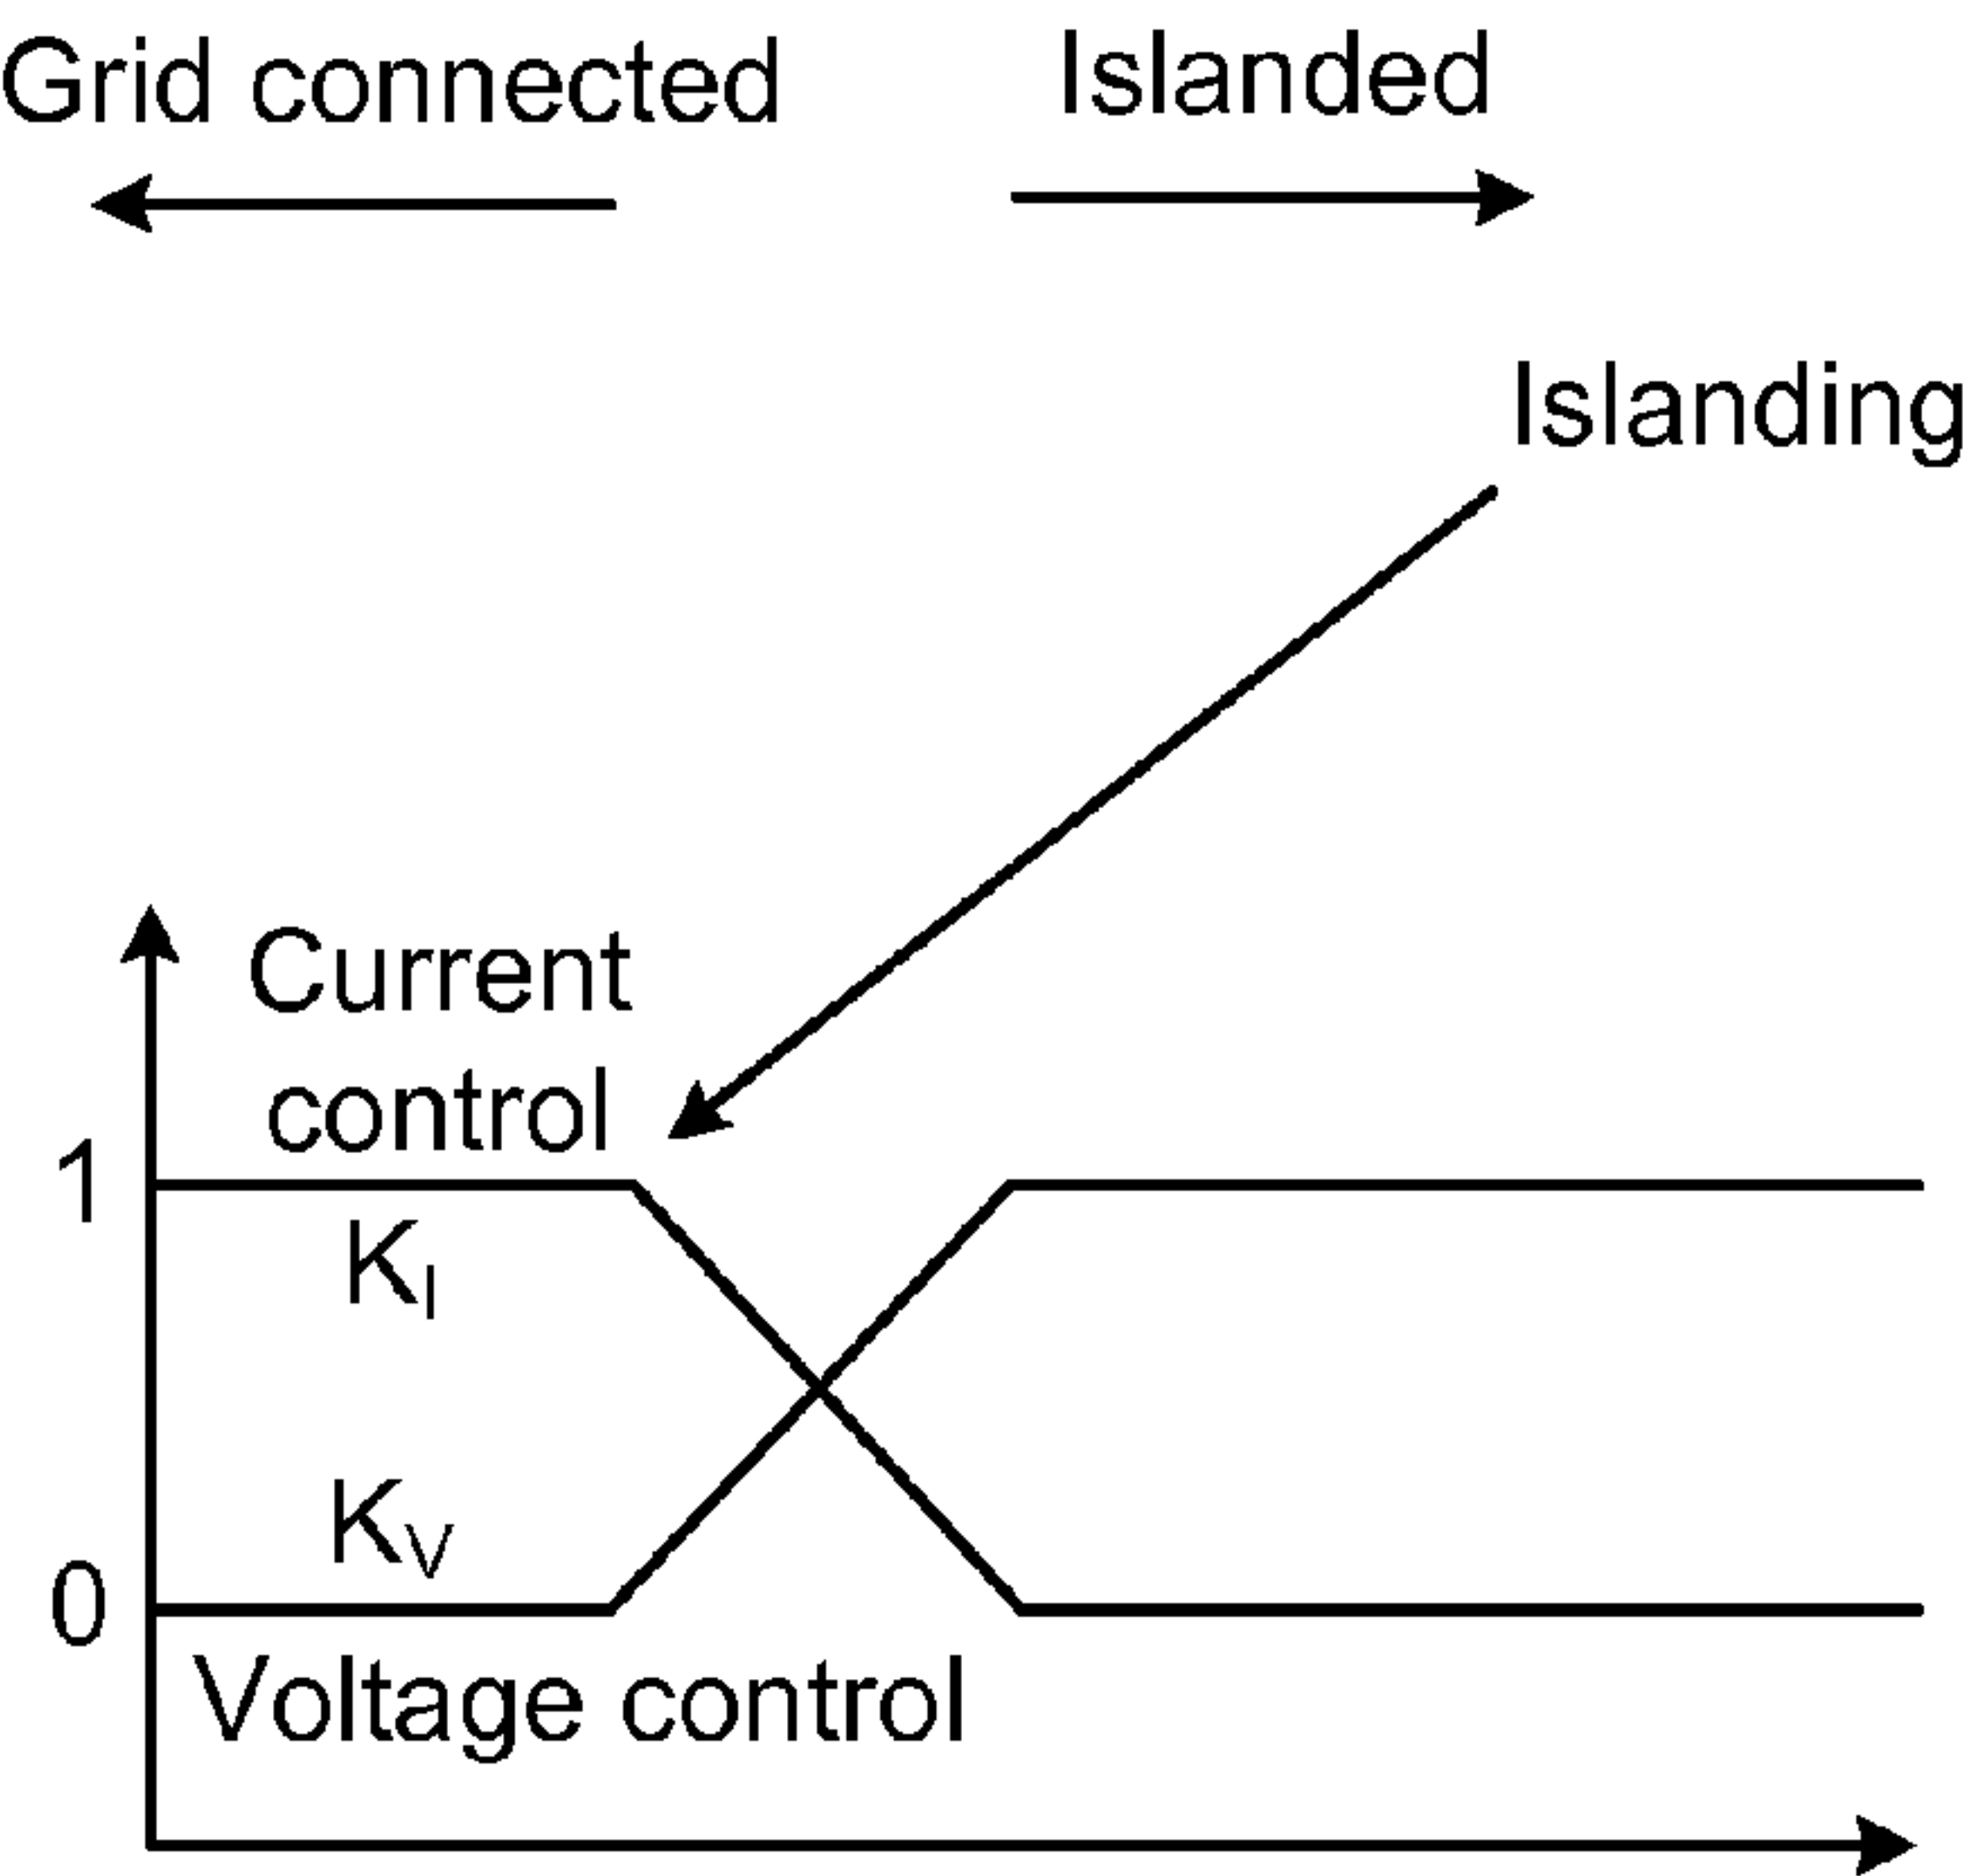 Grid connected
Islanded
Islanding
Current
control
1
K_I
K_V
0
Voltage control